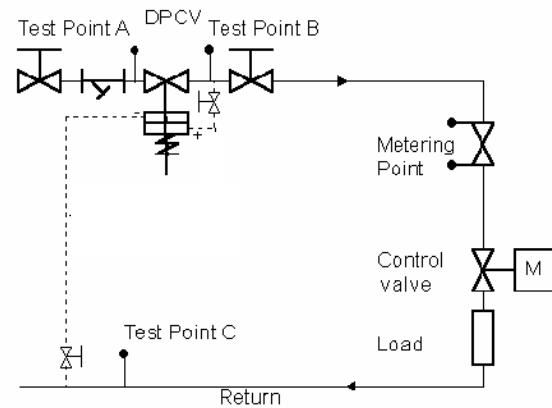 DPCV
Test Point A
Test Point B
- +
Metering
Point
Control
valve
M
Load
Test Point C
Return